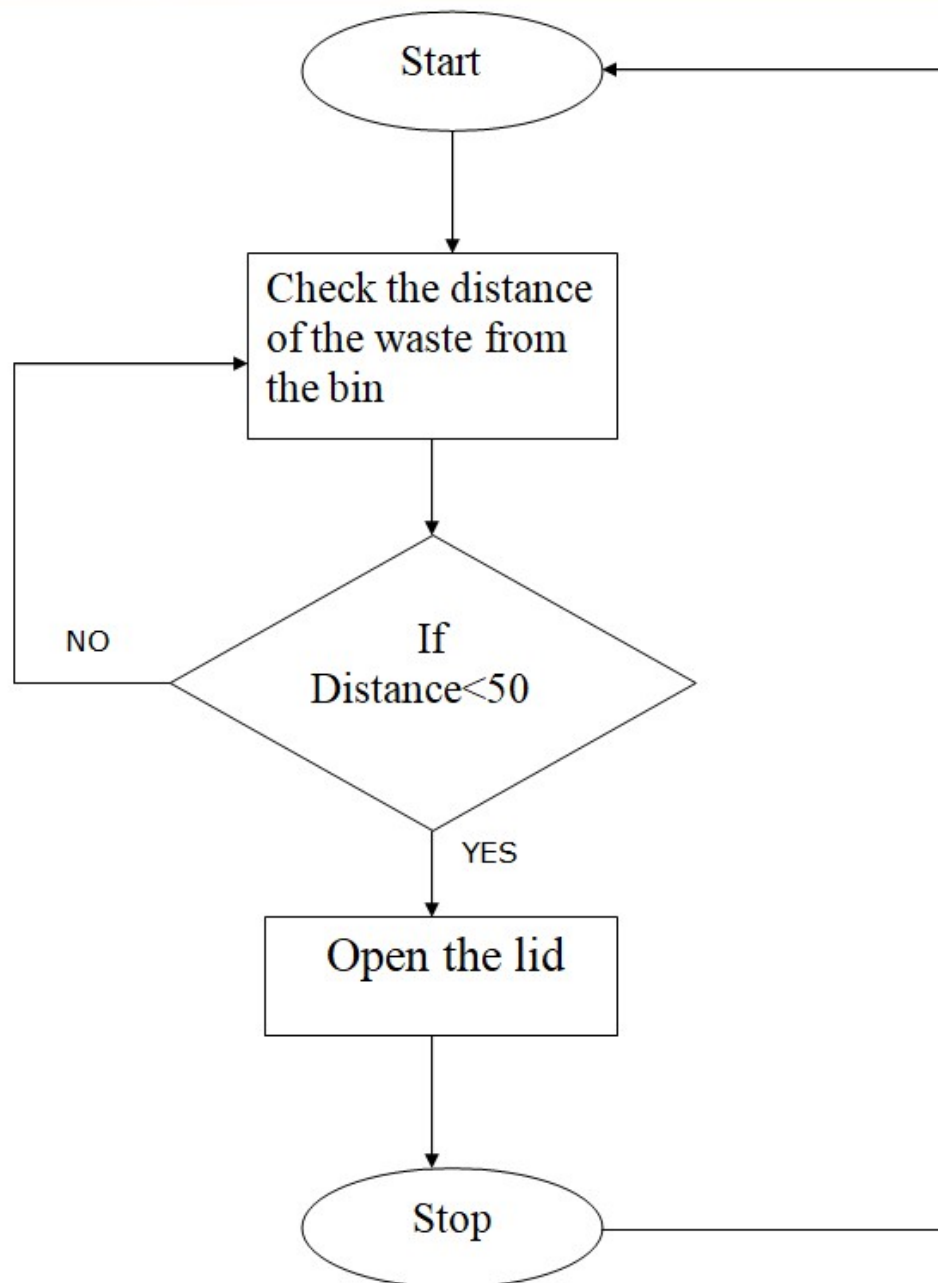 Start
Check the distance
of the waste from
the bin
If
Distance<50
NO
YES
Open the lid
Stop